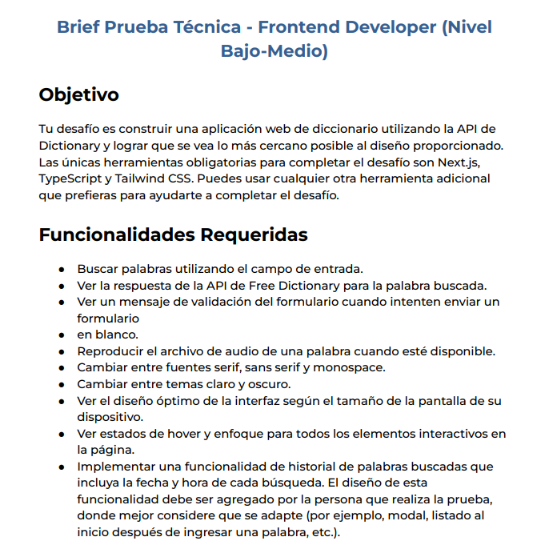 Brief Prueba Técnica - Frontend Developer (Nivel
Bajo-Medio)
Objetivo
Tu desafío es construir una aplicación web de diccionario utilizando la API de
Dictionary y lograr que se vea lo más cercano posible al diseño proporcionado.
Las únicas herramientas obligatorias para completar el desafío son Next.js,
TypeScript y Tailwind CSS. Puedes usar cualquier otra herramienta adicional
que prefieras para ayudarte a completar el desafío.
Funcionalidades Requeridas
● Buscar palabras utilizando el campo de entrada.
● Ver la respuesta de la API de Free Dictionary para la palabra buscada.
● Ver un mensaje de validación del formulario cuando intenten enviar un
formulario
● en blanco.
● Reproducir el archivo de audio de una palabra cuando esté disponible.
● Cambiar entre fuentes serif, sans serif y monospace.
● Cambiar entre temas claro y oscuro.
● Ver el diseño óptimo de la interfaz según el tamaño de la pantalla de su
dispositivo.
● Ver estados de hover y enfoque para todos los elementos interactivos en
la página.
● Implementar una funcionalidad de historial de palabras buscadas que
incluya la fecha y hora de cada búsqueda. El diseño de esta
funcionalidad debe ser agregado por la persona que realiza la prueba,
donde mejor considere que se adapte (por ejemplo, modal, listado al
inicio después de ingresar una palabra, etc.).